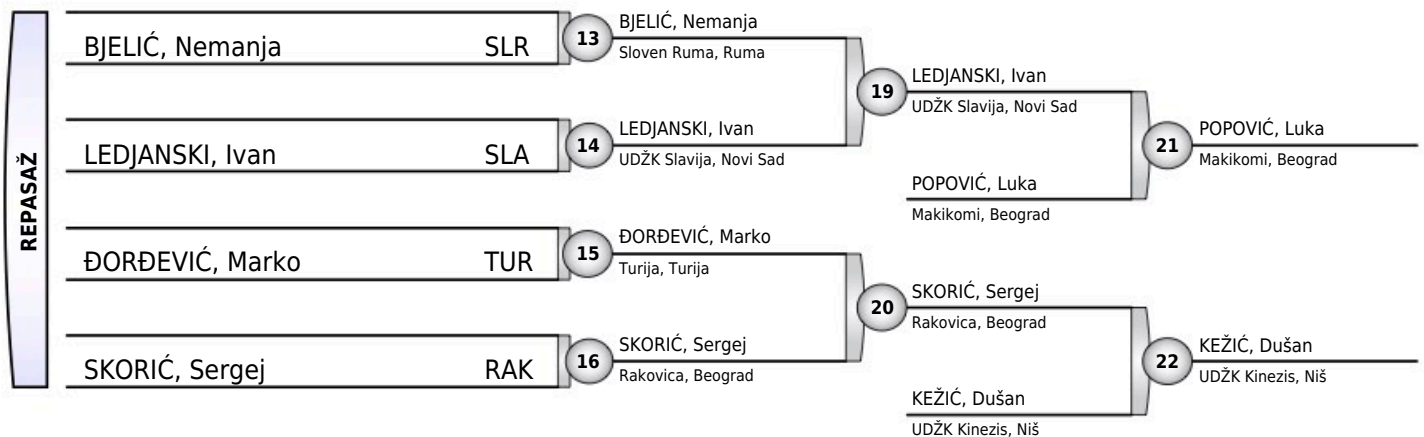 REPASAŽ
BJELIĆ, Nemanja SLR
LEDJANSKI, Ivan SLA
ĐORĐEVIĆ, Marko TUR
SKORIĆ, Sergej RAK
13
BJELIĆ, Nemanja
Sloven Ruma, Ruma
14
LEDJANSKI, Ivan
UDŽK Slavija, Novi Sad
15
ĐORĐEVIĆ, Marko
Turija, Turija
16
SKORIĆ, Sergej
Rakovica, Beograd
19
LEDJANSKI, Ivan
UDŽK Slavija, Novi Sad
POPOVIĆ, Luka
Makikomi, Beograd
20
SKORIĆ, Sergej
Rakovica, Beograd
KEŽIĆ, Dušan
UDŽK Kinezis, Niš
21
POPOVIĆ, Luka
Makikomi, Beograd
22
KEŽIĆ, Dušan
UDŽK Kinezis, Niš